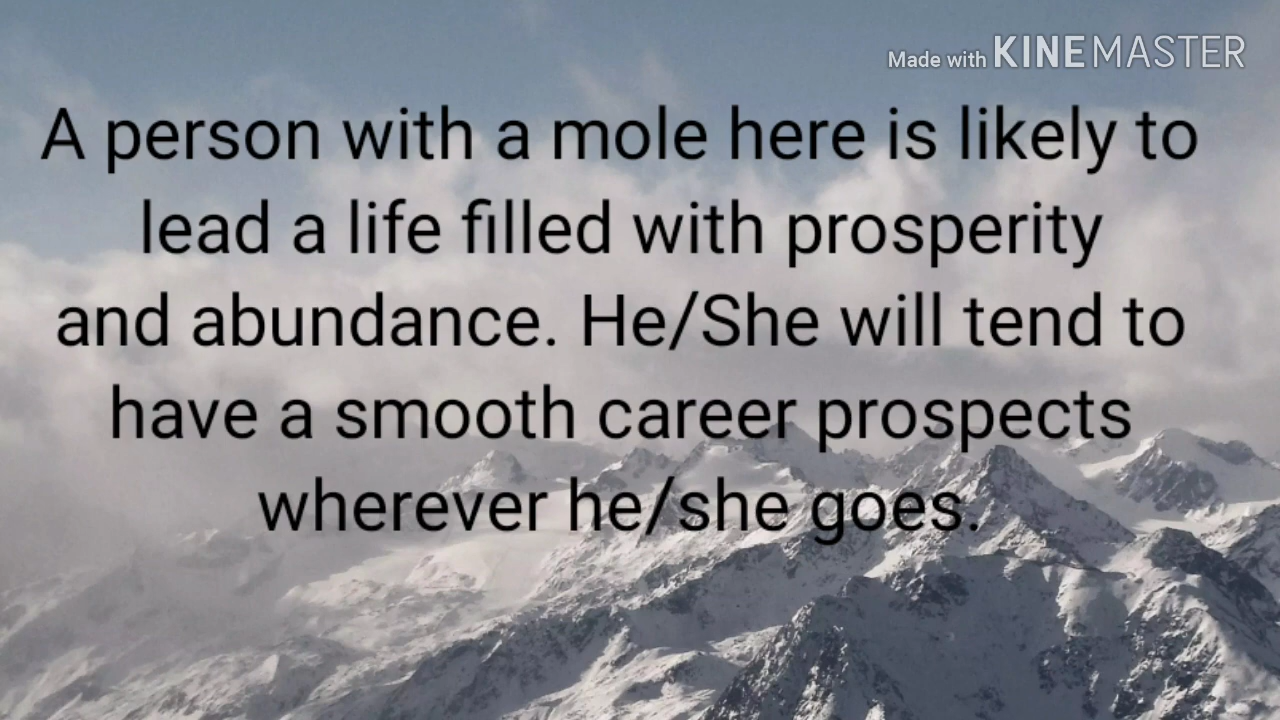 Made with KINEMASTER
A person with a mole here is likely to
lead a life filled with prosperity
and abundance. He/She will tend to
have a smooth career prospects
wherever he/she goes.